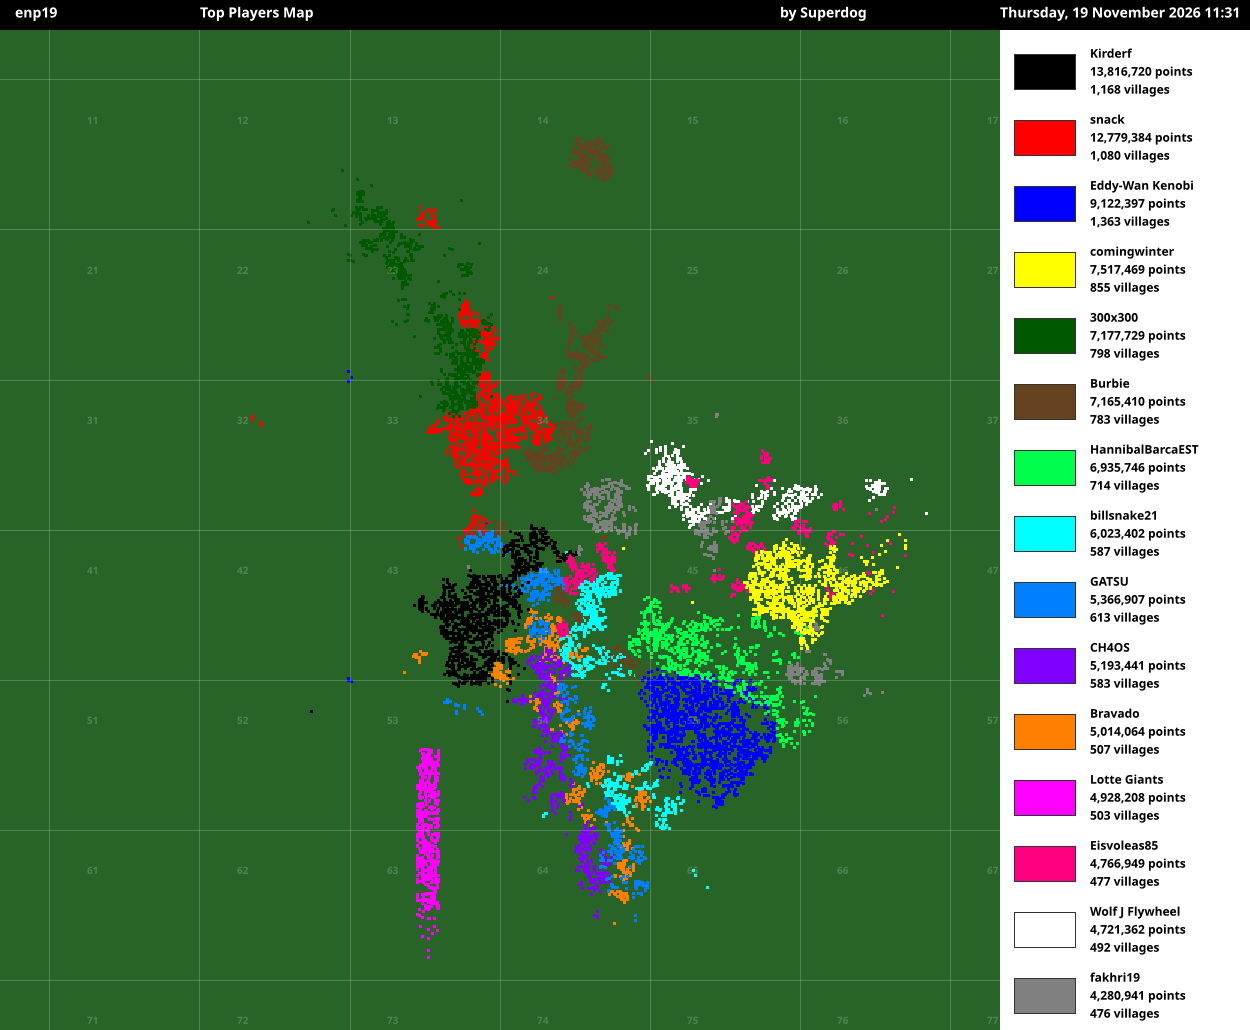 enp19 Top Players Map by Superdog Thursday, 19 November 2026 11:31
Kirderf
13,816,720 points
1,168 villages
snack
12,779,384 points
1,080 villages
Eddy-Wan Kenobi
9,122,397 points
1,363 villages
comingwinter
7,517,469 points
855 villages
300x300
7,177,729 points
798 villages
Burbie
7,165,410 points
783 villages
HannibalBarcaEST
6,935,746 points
714 villages
billsnake21
6,023,402 points
587 villages
GATSU
5,366,907 points
613 villages
CH4OS
5,193,441 points
583 villages
Bravado
5,014,064 points
507 villages
Lotte Giants
4,928,208 points
503 villages
Eisvoleas85
4,766,949 points
477 villages
Wolf J Flywheel
4,721,362 points
492 villages
fakhri19
4,280,941 points
476 villages
11 12 13 14 15 16 17
21 22 23 24 25 26 27
31 32 33 34 35 36 37
41 42 43 44 45 46 47
51 52 53 54 55 56 57
61 62 63 64 65 66 67
71 72 73 74 75 76 77